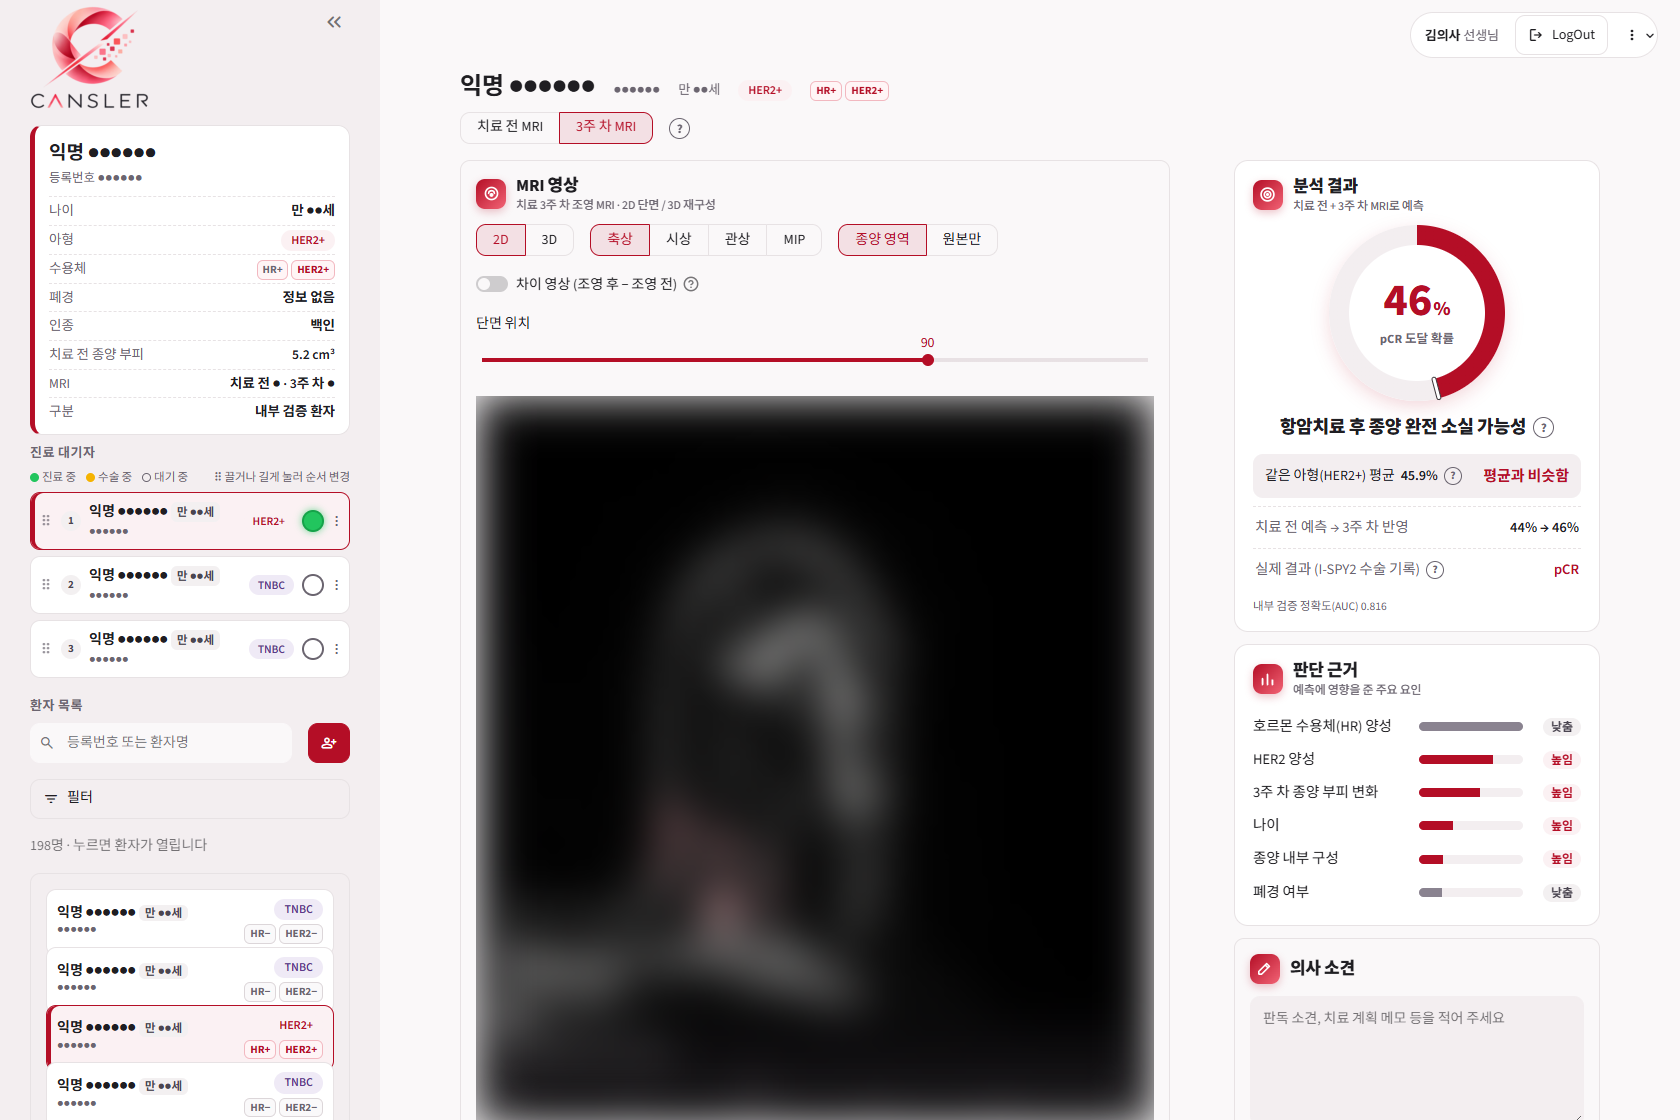 CANSLER
익명 ●●●●●●
등록번호 ●●●●●●
나이 만 ●●세
아형 HER2+
수용체 HR+ HER2+
폐경 정보 없음
인종 백인
치료 전 종양 부피 5.2 cm³
MRI 치료 전 ● · 3주 차 ●
구분 내부 검증 환자
진료 대기자
진료 중 수술 중 대기 중 ⠿ 끌거나 길게 눌러 순서 변경
1 익명 ●●●●●● 만 ●●세 HER2+
●●●●●●
2 익명 ●●●●●● 만 ●●세 TNBC
●●●●●●
3 익명 ●●●●●● 만 ●●세 TNBC
●●●●●●
환자 목록
등록번호 또는 환자명
필터
198명 · 누르면 환자가 열립니다
익명 ●●●●●● 만 ●●세 TNBC
●●●●●● HR− HER2−
익명 ●●●●●● 만 ●●세 TNBC
●●●●●● HR− HER2−
익명 ●●●●●● 만 ●●세 HER2+
●●●●●● HR+ HER2+
익명 ●●●●●● 만 ●●세 TNBC
●●●●●● HR− HER2−
김의사 선생님 LogOut
익명 ●●●●●● ●●●●●● 만 ●●세 HER2+ HR+ HER2+
치료 전 MRI 3주 차 MRI ?
MRI 영상
치료 3주 차 조영 MRI · 2D 단면 / 3D 재구성
2D 3D 축상 시상 관상 MIP 종양 영역 원본만
차이 영상 (조영 후 − 조영 전) ?
단면 위치
90
분석 결과
치료 전 + 3주 차 MRI로 예측
46%
pCR 도달 확률
항암치료 후 종양 완전 소실 가능성 ?
같은 아형(HER2+) 평균 45.9% ? 평균과 비슷함
치료 전 예측 → 3주 차 반영 44% → 46%
실제 결과 (I-SPY2 수술 기록) ? pCR
내부 검증 정확도(AUC) 0.816
판단 근거
예측에 영향을 준 주요 요인
호르몬 수용체(HR) 양성 낮춤
HER2 양성 높임
3주 차 종양 부피 변화 높임
나이 높임
종양 내부 구성 높임
폐경 여부 낮춤
의사 소견
판독 소견, 치료 계획 메모 등을 적어 주세요